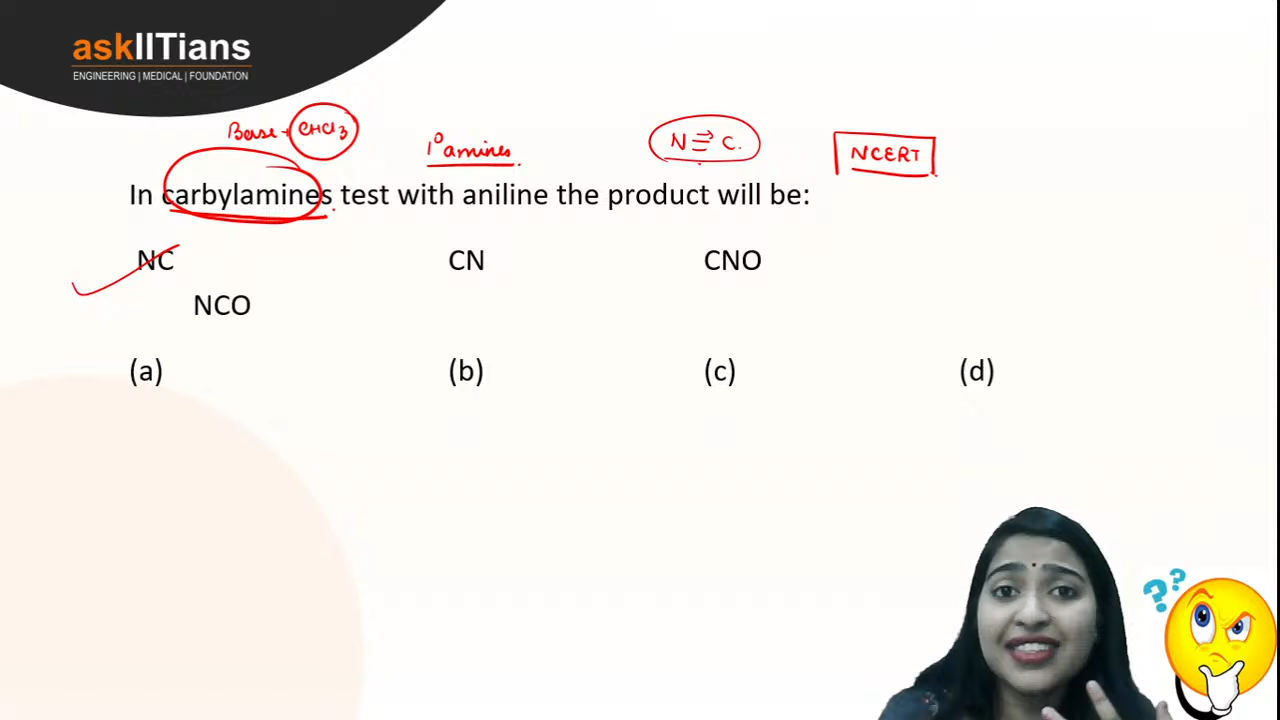 askIITians
ENGINEERING | MEDICAL | FOUNDATION
Base + CHCl3
1° amines
N ≡ C.
NCERT
In carbylamines test with aniline the product will be:
NC CN CNO
NCO
(a) (b) (c) (d)
? ?